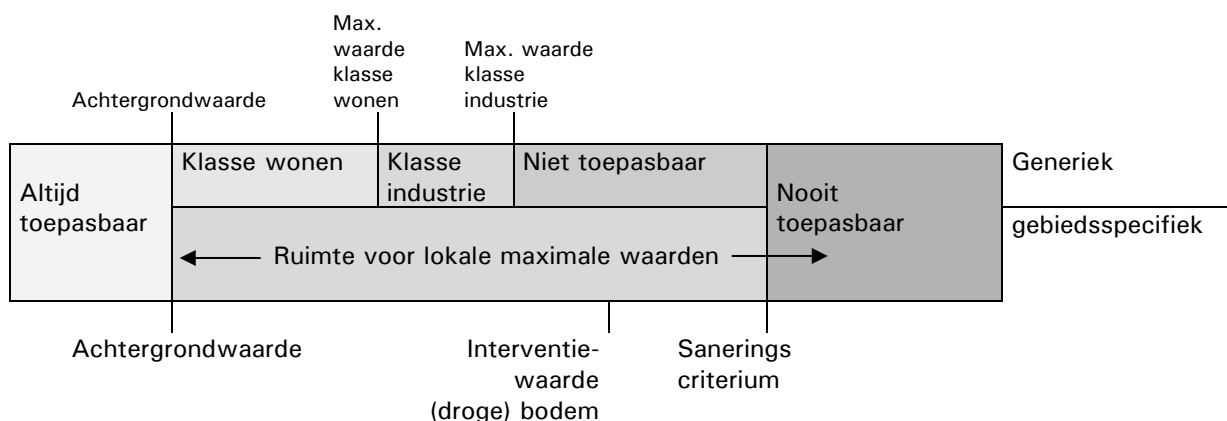 Max.
waarde
klasse
wonen
Max. waarde
klasse
industrie
Achtergrondwaarde
Altijd
toepasbaar
Klasse wonen
Klasse
industrie
Niet toepasbaar
Nooit
toepasbaar
Generiek
gebiedsspecifiek
Ruimte voor lokale maximale waarden
Achtergrondwaarde
Interventie-
waarde
(droge) bodem
Sanerings
criterium